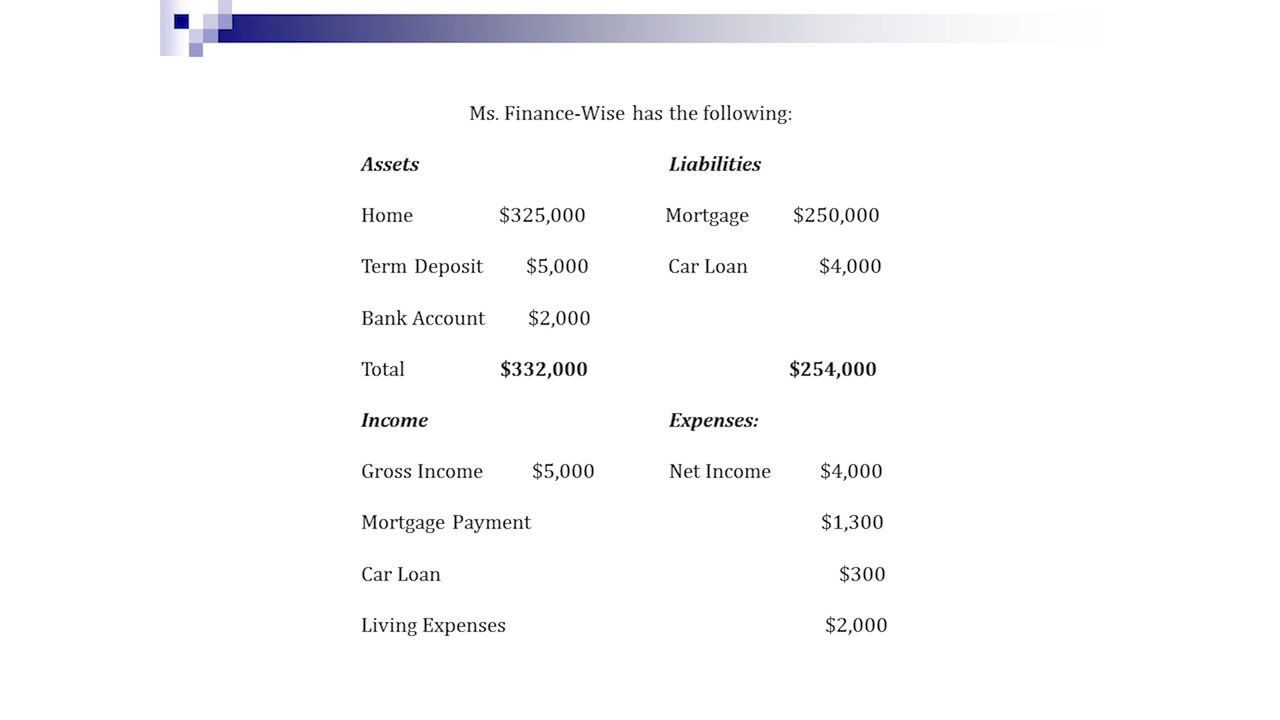 Ms. Finance-Wise has the following:
Assets Liabilities
Home $325,000 Mortgage $250,000
Term Deposit $5,000 Car Loan $4,000
Bank Account $2,000
Total $332,000 $254,000
Income Expenses:
Gross Income $5,000 Net Income $4,000
Mortgage Payment $1,300
Car Loan $300
Living Expenses $2,000